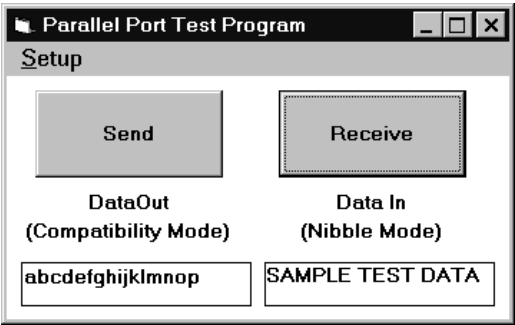 Parallel Port Test Program
Setup
Send
Receive
DataOut
(Compatibility Mode)
Data In
(Nibble Mode)
abcdefghijklmnop
SAMPLE TEST DATA